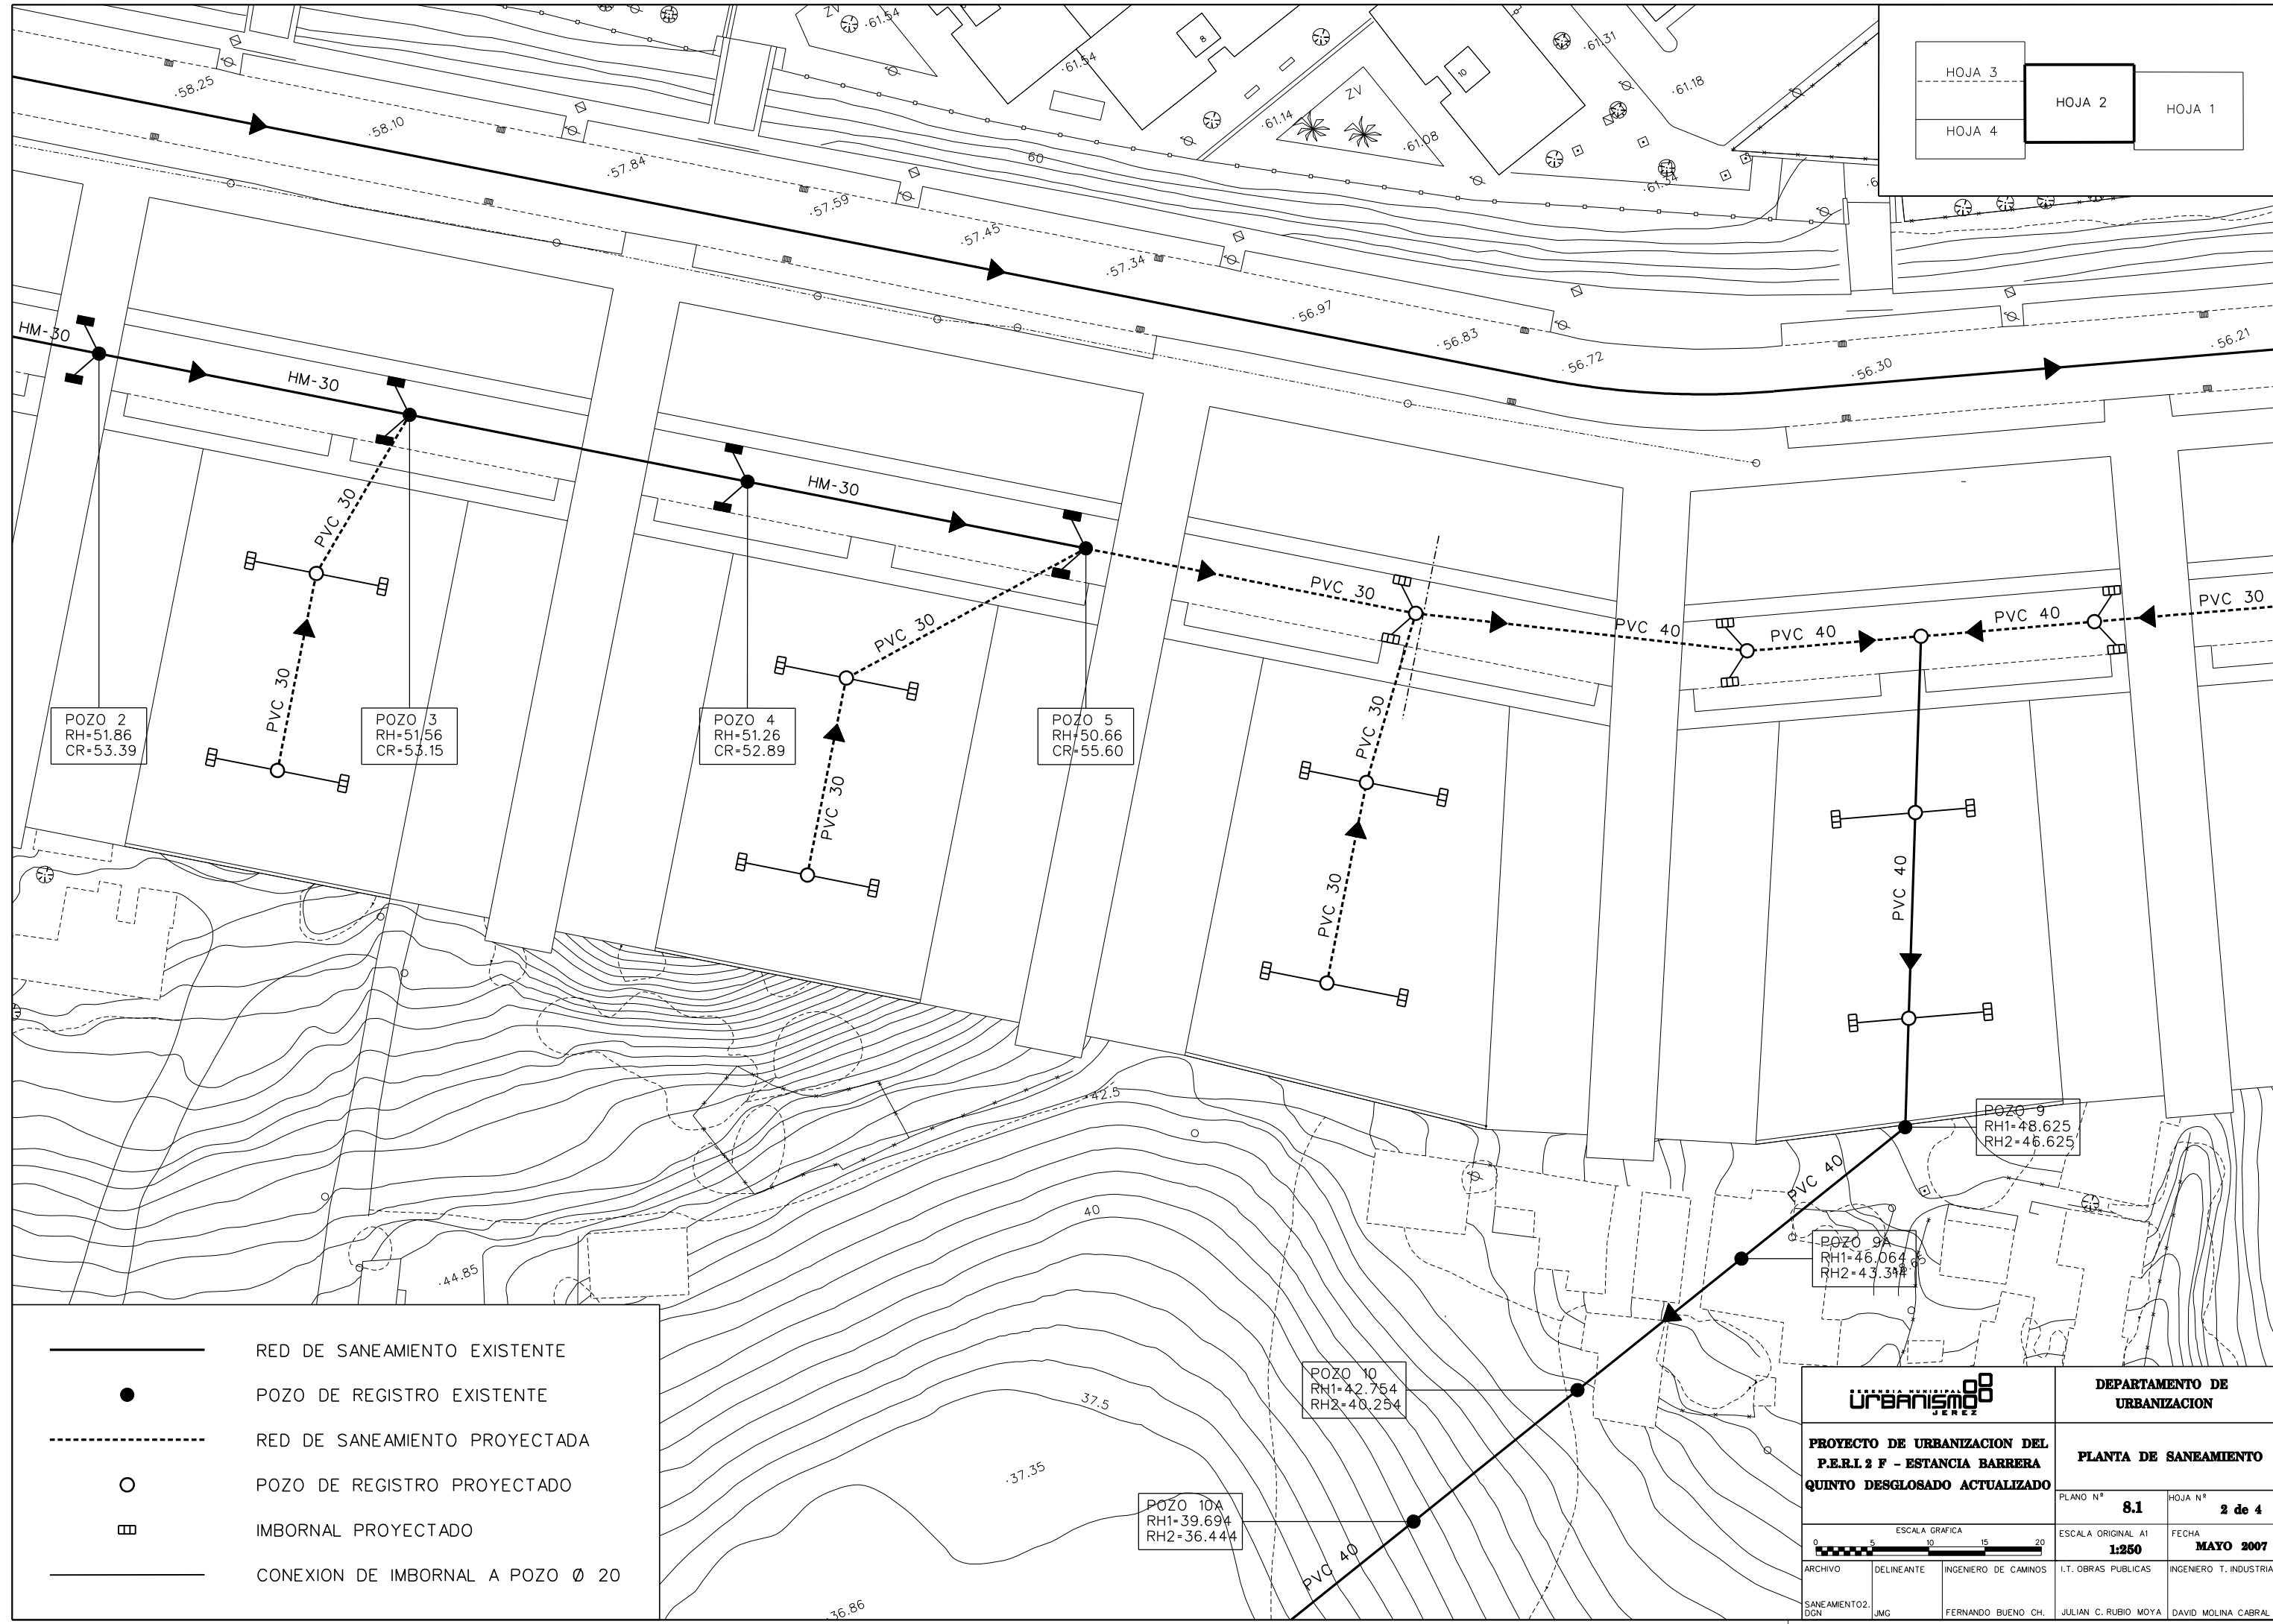 ZV
61.54
61.54
8
10
61.31
61.18
ZV
61.14
61.08
61.34
60
58.25
58.10
57.84
57.59
57.45
57.34
56.97
56.83
56.72
56.30
56.21
HOJA 3
HOJA 4
HOJA 2
HOJA 1
HM-30
HM-30
HM-30
PVC 30
PVC 30
PVC 30
PVC 30
PVC 30
PVC 30
PVC 30
PVC 40
PVC 40
PVC 40
PVC 30
PVC 40
PVC 40
PVC 40
POZO 2
RH=51.86
CR=53.39
POZO 3
RH=51.56
CR=53.15
POZO 4
RH=51.26
CR=52.89
POZO 5
RH=50.66
CR=55.60
POZO 9
RH1=48.625
RH2=46.625
POZO 9A
RH1=46.064
RH2=43.314
POZO 10
RH1=42.754
RH2=40.254
POZO 10A
RH1=39.694
RH2=36.444
42.5
40
44.85
37.5
37.35
36.86
RED DE SANEAMIENTO EXISTENTE
POZO DE REGISTRO EXISTENTE
RED DE SANEAMIENTO PROYECTADA
POZO DE REGISTRO PROYECTADO
IMBORNAL PROYECTADO
CONEXION DE IMBORNAL A POZO Ø 20
GERENCIA MUNICIPAL
URBANISMO
JEREZ
DEPARTAMENTO DE
URBANIZACION
PROYECTO DE URBANIZACION DEL
P.E.R.I. 2 F - ESTANCIA BARRERA
QUINTO DESGLOSADO ACTUALIZADO
PLANTA DE SANEAMIENTO
PLANO Nº
8.1
HOJA Nº
2 de 4
ESCALA GRAFICA
0 5 10 15 20
ESCALA ORIGINAL A1
1:250
FECHA
MAYO 2007
ARCHIVO
SANEAMIENTO2.
DGN
DELINEANTE
JMG
INGENIERO DE CAMINOS
FERNANDO BUENO CH.
I.T. OBRAS PUBLICAS
JULIAN C. RUBIO MOYA
INGENIERO T. INDUSTRIA
DAVID MOLINA CABRAL